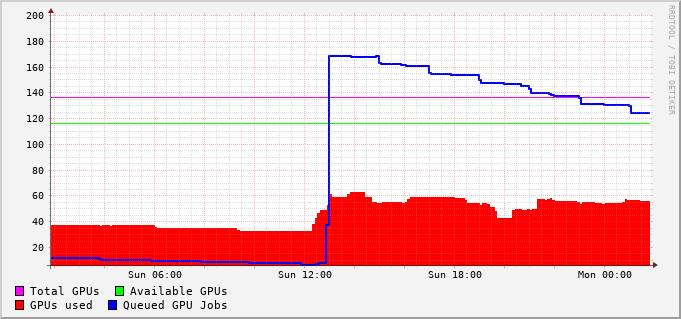 200
180
160
140
120
100
80
60
40
20
Sun 06:00 Sun 12:00 Sun 18:00 Mon 00:00
Total GPUs Available GPUs
GPUs used Queued GPU Jobs
RRDTOOL / TOBI OETIKER